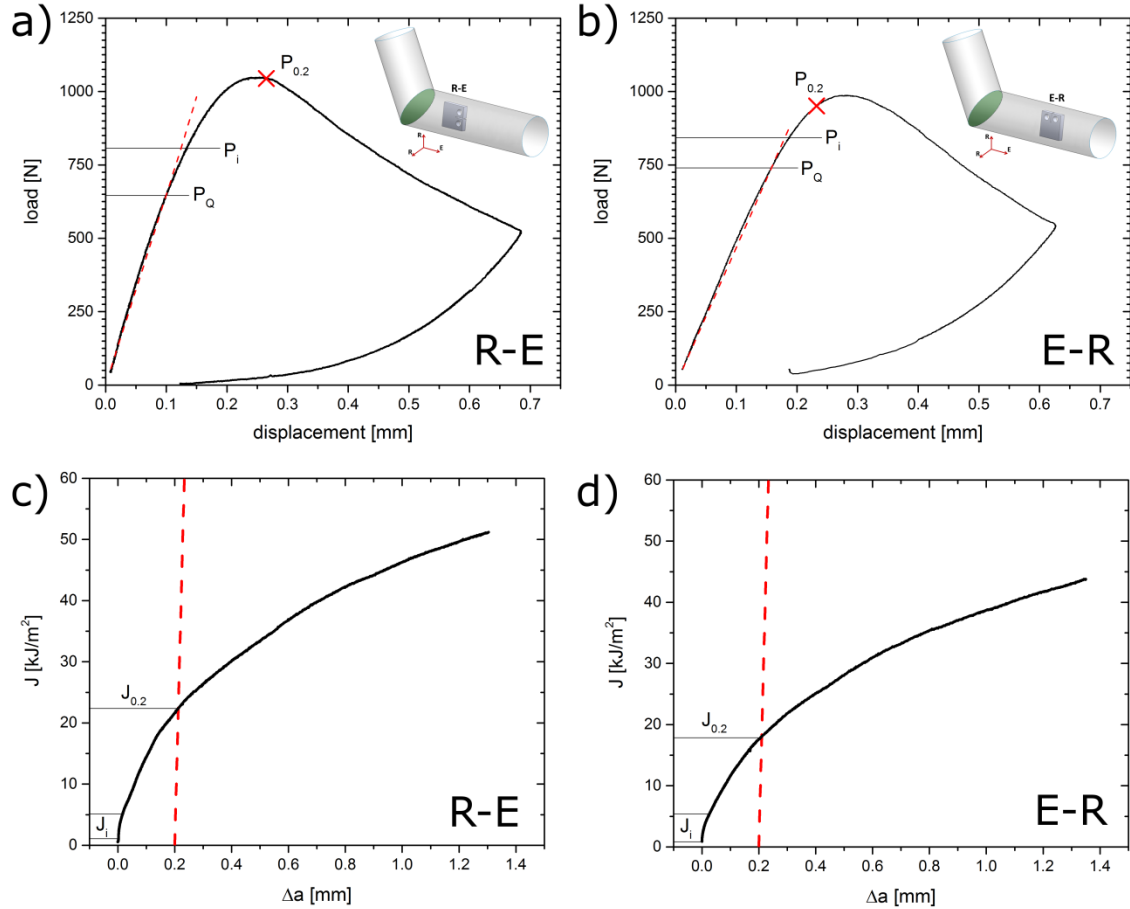 a)
1250
1000
750
500
250
0
load [N]
P0.2
Pi
PQ
R-E
R
R
E
R-E
0.0 0.1 0.2 0.3 0.4 0.5 0.6 0.7
displacement [mm]
b)
1250
1000
750
500
250
0
load [N]
P0.2
Pi
PQ
E-R
R
R
E
E-R
0.0 0.1 0.2 0.3 0.4 0.5 0.6 0.7
displacement [mm]
c)
60
50
40
30
20
10
0
J [kJ/m²]
J0.2
Ji
R-E
0.0 0.2 0.4 0.6 0.8 1.0 1.2 1.4
Δa [mm]
d)
60
50
40
30
20
10
0
J [kJ/m²]
J0.2
Ji
E-R
0.0 0.2 0.4 0.6 0.8 1.0 1.2 1.4
Δa [mm]